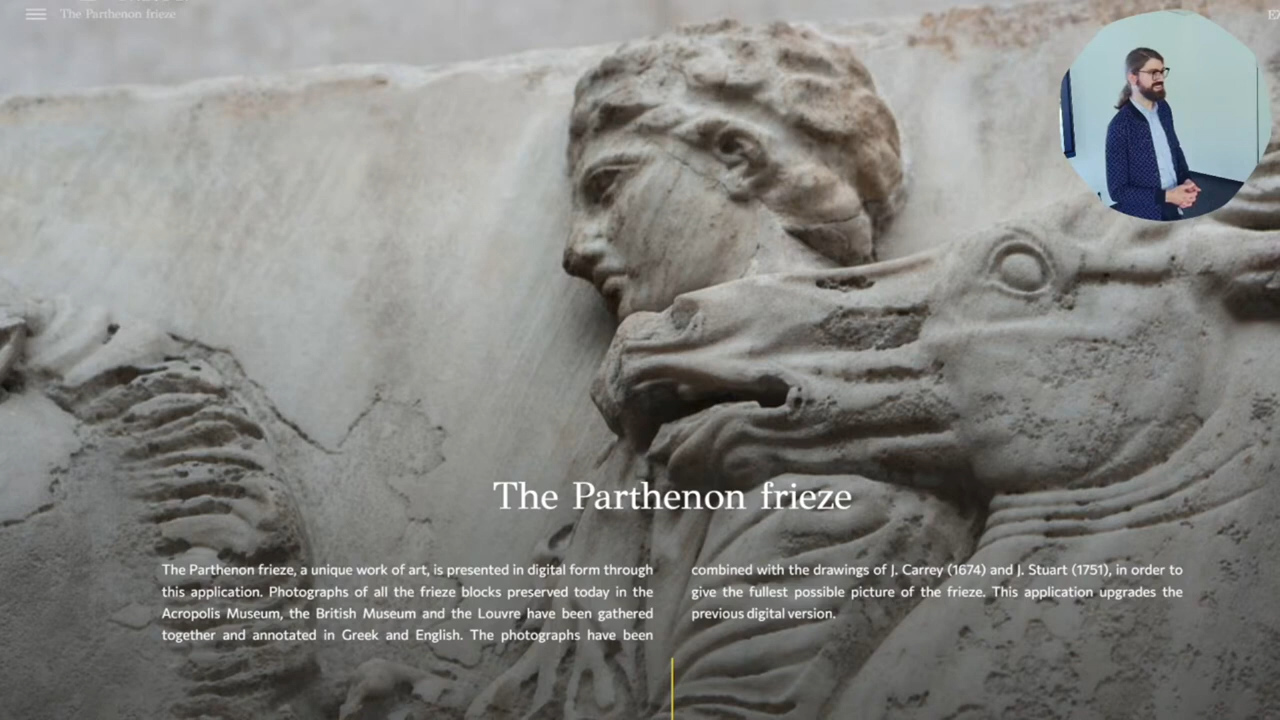 The Parthenon frieze
The Parthenon frieze
The Parthenon frieze, a unique work of art, is presented in digital form through
this application. Photographs of all the frieze blocks preserved today in the
Acropolis Museum, the British Museum and the Louvre have been gathered
together and annotated in Greek and English. The photographs have been
combined with the drawings of J. Carrey (1674) and J. Stuart (1751), in order to
give the fullest possible picture of the frieze. This application upgrades the
previous digital version.